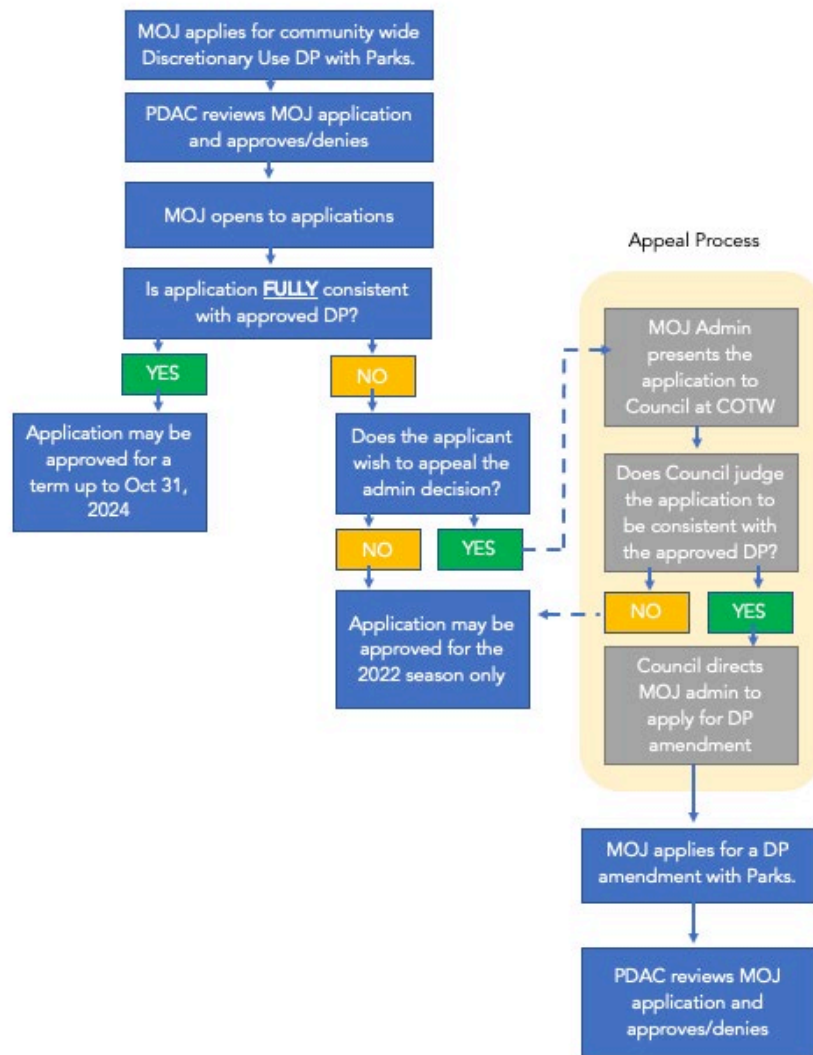 MOJ applies for community wide
Discretionary Use DP with Parks.
PDAC reviews MOJ application
and approves/denies
MOJ opens to applications
Is application FULLY consistent
with approved DP?
YES
NO
Application may be
approved for a
term up to Oct 31,
2024
Does the applicant
wish to appeal the
admin decision?
NO
YES
Application may be
approved for the
2022 season only
Appeal Process
MOJ Admin
presents the
application to
Council at COTW
Does Council judge
the application to
be consistent with
the approved DP?
NO
YES
Council directs
MOJ admin to
apply for DP
amendment
MOJ applies for a DP
amendment with Parks.
PDAC reviews MOJ
application and
approves/denies